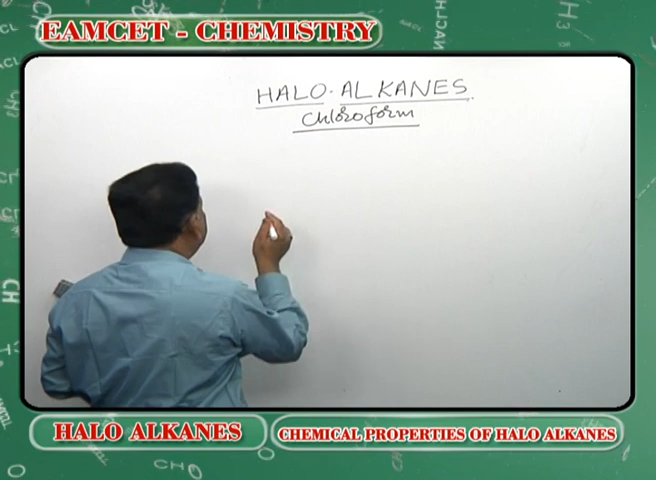 EAMCET - CHEMISTRY
HALO-ALKANES
Chloroform
HALO ALKANES
CHEMICAL PROPERTIES OF HALO ALKANES